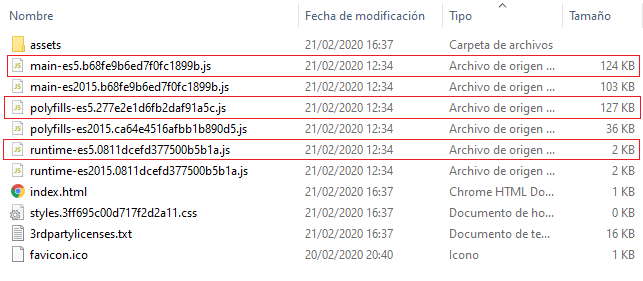 Nombre Fecha de modificación Tipo Tamaño
assets 21/02/2020 16:37 Carpeta de archivos
main-es5.b68fe9b6ed7f0fc1899b.js 21/02/2020 12:34 Archivo de origen ... 124 KB
main-es2015.b68fe9b6ed7f0fc1899b.js 21/02/2020 12:34 Archivo de origen ... 103 KB
polyfills-es5.277e2e1d6fb2daf91a5c.js 21/02/2020 12:34 Archivo de origen ... 127 KB
polyfills-es2015.ca64e4516afbb1b890d5.js 21/02/2020 12:34 Archivo de origen ... 36 KB
runtime-es5.0811dcefd377500b5b1a.js 21/02/2020 12:34 Archivo de origen ... 2 KB
runtime-es2015.0811dcefd377500b5b1a.js 21/02/2020 12:34 Archivo de origen ... 2 KB
index.html 21/02/2020 16:37 Chrome HTML Do... 1 KB
styles.3ff695c00d717f2d2a11.css 21/02/2020 16:37 Documento de ho... 0 KB
3rdpartylicenses.txt 21/02/2020 16:37 Documento de te... 16 KB
favicon.ico 20/02/2020 20:40 Icono 1 KB